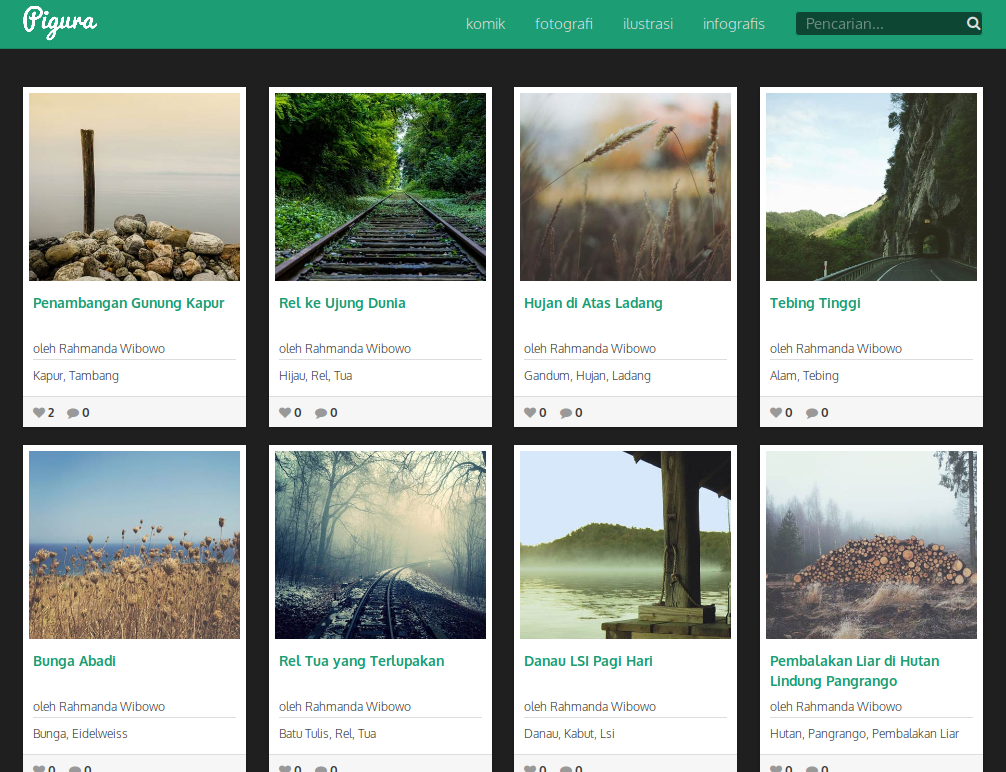 Pigura
komik fotografi ilustrasi infografis Pencarian...
Penambangan Gunung Kapur
oleh Rahmanda Wibowo
Kapur, Tambang
2 0
Rel ke Ujung Dunia
oleh Rahmanda Wibowo
Hijau, Rel, Tua
0 0
Hujan di Atas Ladang
oleh Rahmanda Wibowo
Gandum, Hujan, Ladang
0 0
Tebing Tinggi
oleh Rahmanda Wibowo
Alam, Tebing
0 0
Bunga Abadi
oleh Rahmanda Wibowo
Bunga, Eidelweiss
0 0
Rel Tua yang Terlupakan
oleh Rahmanda Wibowo
Batu Tulis, Rel, Tua
0 0
Danau LSI Pagi Hari
oleh Rahmanda Wibowo
Danau, Kabut, Lsi
0 0
Pembalakan Liar di Hutan
Lindung Pangrango
oleh Rahmanda Wibowo
Hutan, Pangrango, Pembalakan Liar
0 0